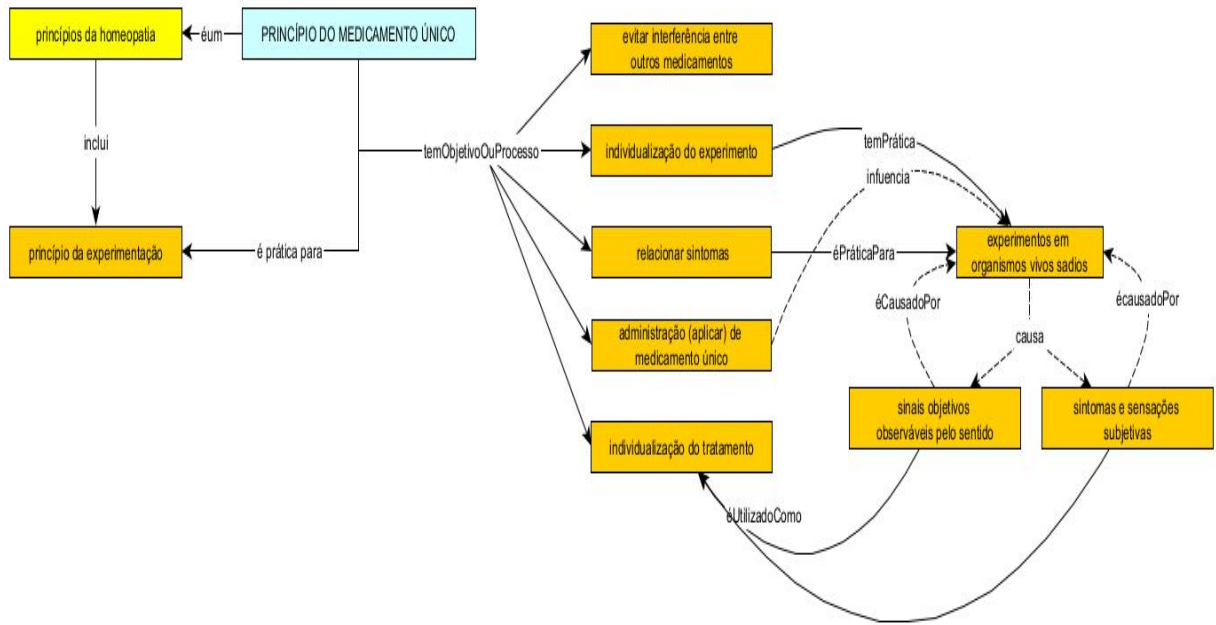 princípios da homeopatia
éum
PRINCÍPIO DO MEDICAMENTO ÚNICO
evitar interferência entre
outros medicamentos
inclui
temObjetivoOuProcesso
individualização do experimento
temPrática
infuencia
princípio da experimentação
é prática para
relacionar sintomas
éPráticaPara
experimentos em
organismos vivos sadios
éCausadoPor
écausadoPor
administração (aplicar) de
medicamento único
causa
sinais objetivos
observáveis pelo sentido
sintomas e sensações
subjetivas
individualização do tratamento
éUtilizadoComo